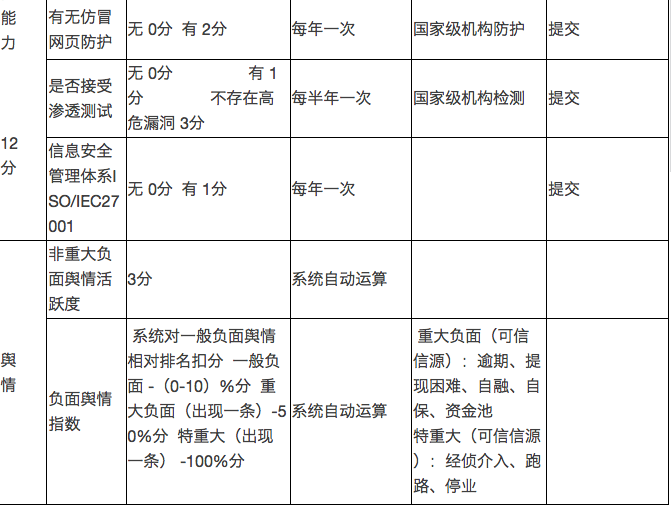 能
力
12
分
有无仿冒
网页防护
无 0分  有 2分
每年一次
国家级机构防护
提交
是否接受
渗透测试
无 0分 有 1
分 不存在高
危漏洞 3分
每半年一次
国家级机构检测
提交
信息安全
管理体系I
SO/IEC27
001
无 0分  有 1分
每年一次
提交
舆
情
非重大负
面舆情活
跃度
3分
系统自动运算
负面舆情
指数
系统对一般负面舆情
相对排名扣分  一般负
面 -（0-10）%分  重
大负面（出现一条）-5
0%分  特重大（出现
一条） -100%分
系统自动运算
重大负面（可信
信源）：逾期、提
现困难、自融、自
保、资金池
特重大（可信信源
）：经侦介入、跑
路、停业